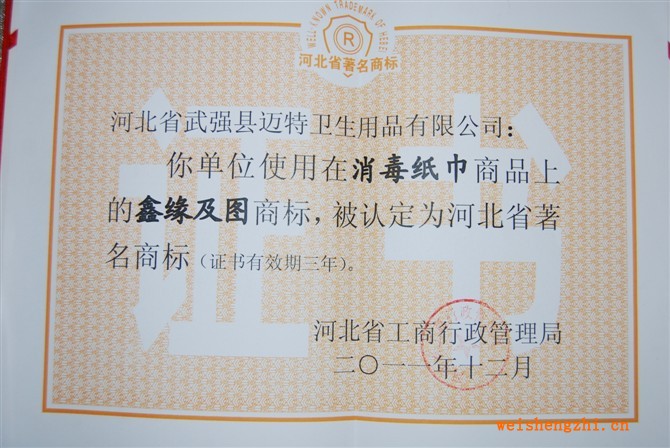 WELL-KNOWN TRADEMARK OF HEBEI
R
河北省著名商标
证书
河北省武强县迈特卫生用品有限公司：
你单位使用在消毒纸巾商品上
的鑫缘及图商标，被认定为河北省著
名商标（证书有效期三年）。
河北省工商行政管理局
二〇一一年十二月
weishengzhi.cn